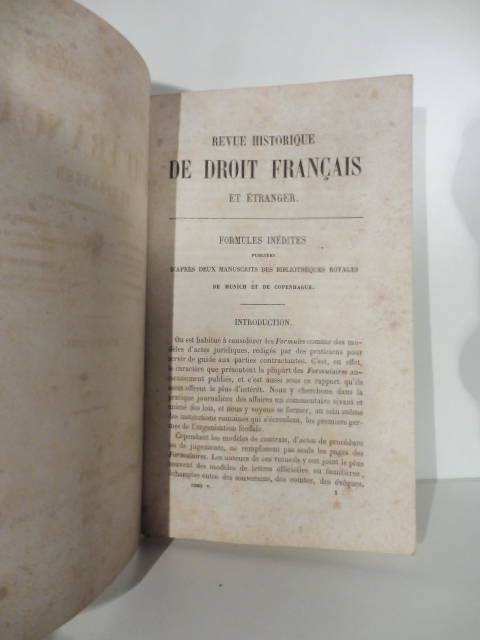 REVUE HISTORIQUE
DE DROIT FRANÇAIS
ET ÉTRANGER.
FORMULES INÉDITES
PUBLIÉES
D'APRÈS DEUX MANUSCRITS DES BIBLIOTHÈQUES ROYALES
DE MUNICH ET DE COPENHAGUE.
INTRODUCTION.
On est habitué à considérer les Formules comme des mo-
dèles d'actes juridiques, rédigés par des praticiens pour
servir de guide aux parties contractantes. C'est, en effet,
le caractère que présentent la plupart des Formulaires an-
ciennement publiés, et c'est aussi sous ce rapport qu'ils
nous offrent le plus d'intérêt. Nous y cherchons dans la
pratique journalière des affaires un commentaire vivant et
animé des lois, et nous y voyons se former, au sein même
des institutions romaines qui s'écroulent, les premiers ger-
mes de l'organisation féodale.
Cependant les modèles de contrats, d'actes de procédure
ou de jugements, ne remplissent pas seuls les pages des
Formulaires. Les auteurs de ces recueils y ont joint le plus
souvent des modèles de lettres officielles ou familières,
échangées entre des souverains, des comtes, des évêques,
TOME V. 1